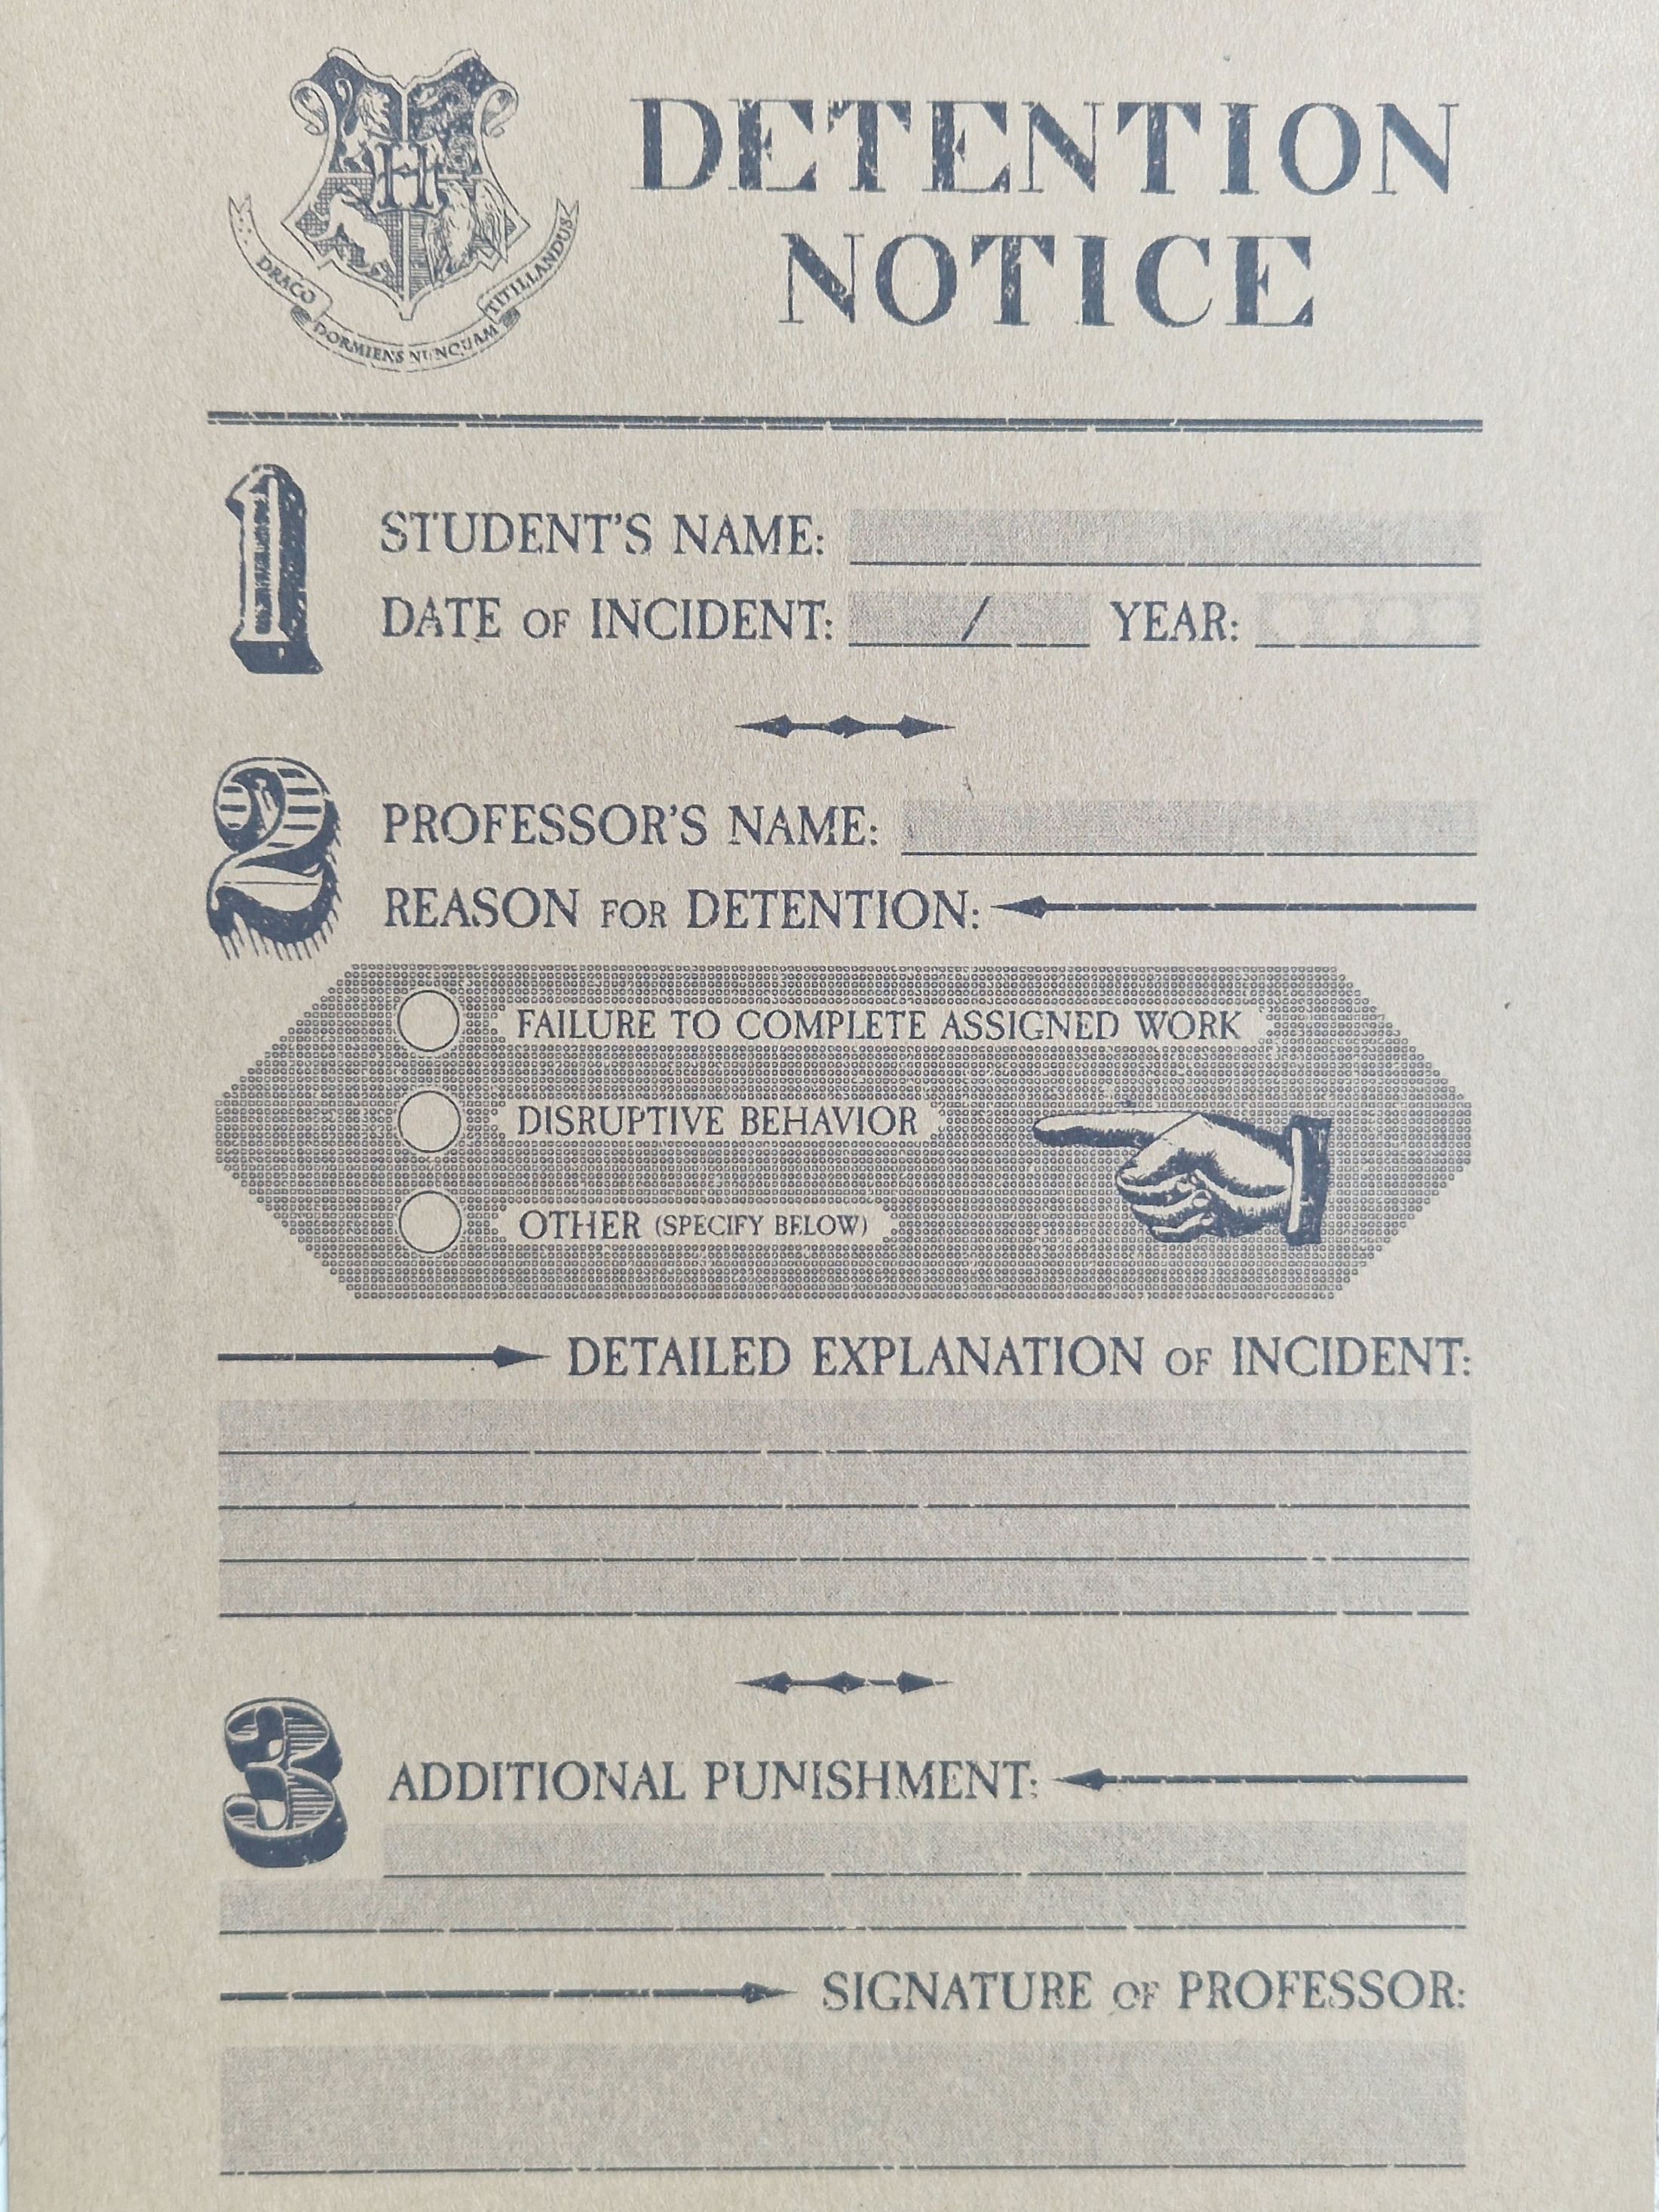 H
DRACO DORMIENS NUNQUAM TITILLANDUS
DETENTION
NOTICE
1
STUDENT'S NAME:
DATE OF INCIDENT: / YEAR:
2
PROFESSOR'S NAME:
REASON FOR DETENTION:
FAILURE TO COMPLETE ASSIGNED WORK
DISRUPTIVE BEHAVIOR
OTHER (SPECIFY BELOW)
DETAILED EXPLANATION OF INCIDENT:
3
ADDITIONAL PUNISHMENT:
SIGNATURE OF PROFESSOR: